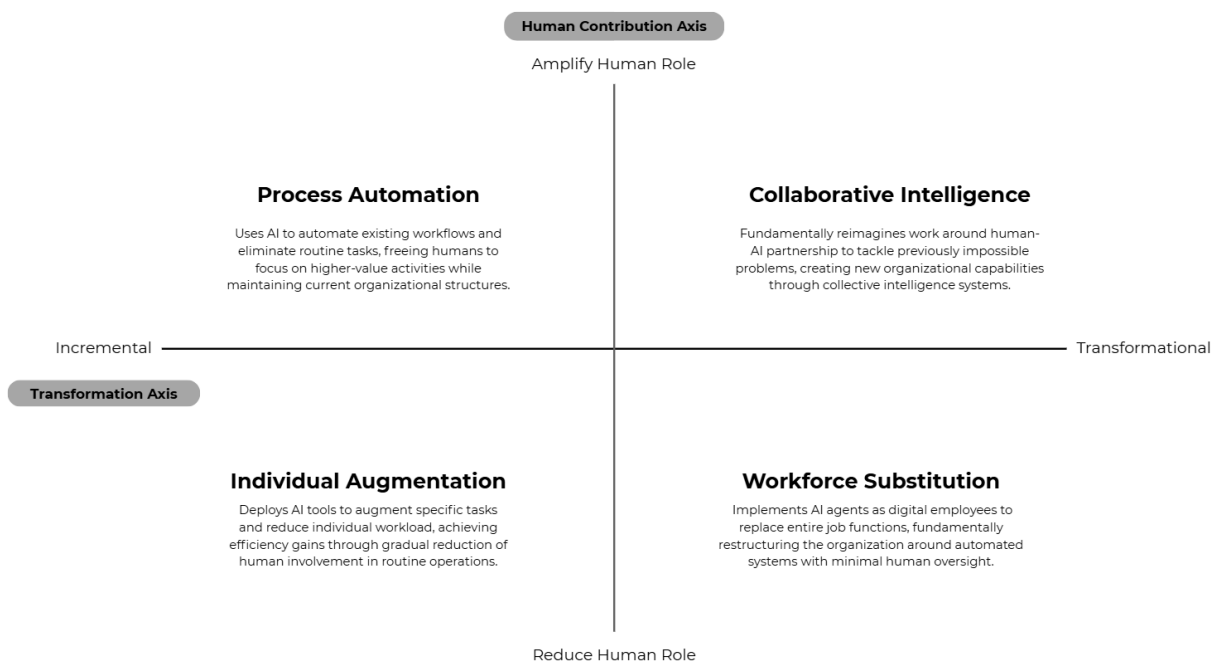 Human Contribution Axis
Amplify Human Role
Process Automation
Uses AI to automate existing workflows and
eliminate routine tasks, freeing humans to
focus on higher-value activities while
maintaining current organizational structures.
Collaborative Intelligence
Fundamentally reimagines work around human-
AI partnership to tackle previously impossible
problems, creating new organizational capabilities
through collective intelligence systems.
Incremental
Transformational
Transformation Axis
Individual Augmentation
Deploys AI tools to augment specific tasks
and reduce individual workload, achieving
efficiency gains through gradual reduction of
human involvement in routine operations.
Workforce Substitution
Implements AI agents as digital employees to
replace entire job functions, fundamentally
restructuring the organization around automated
systems with minimal human oversight.
Reduce Human Role